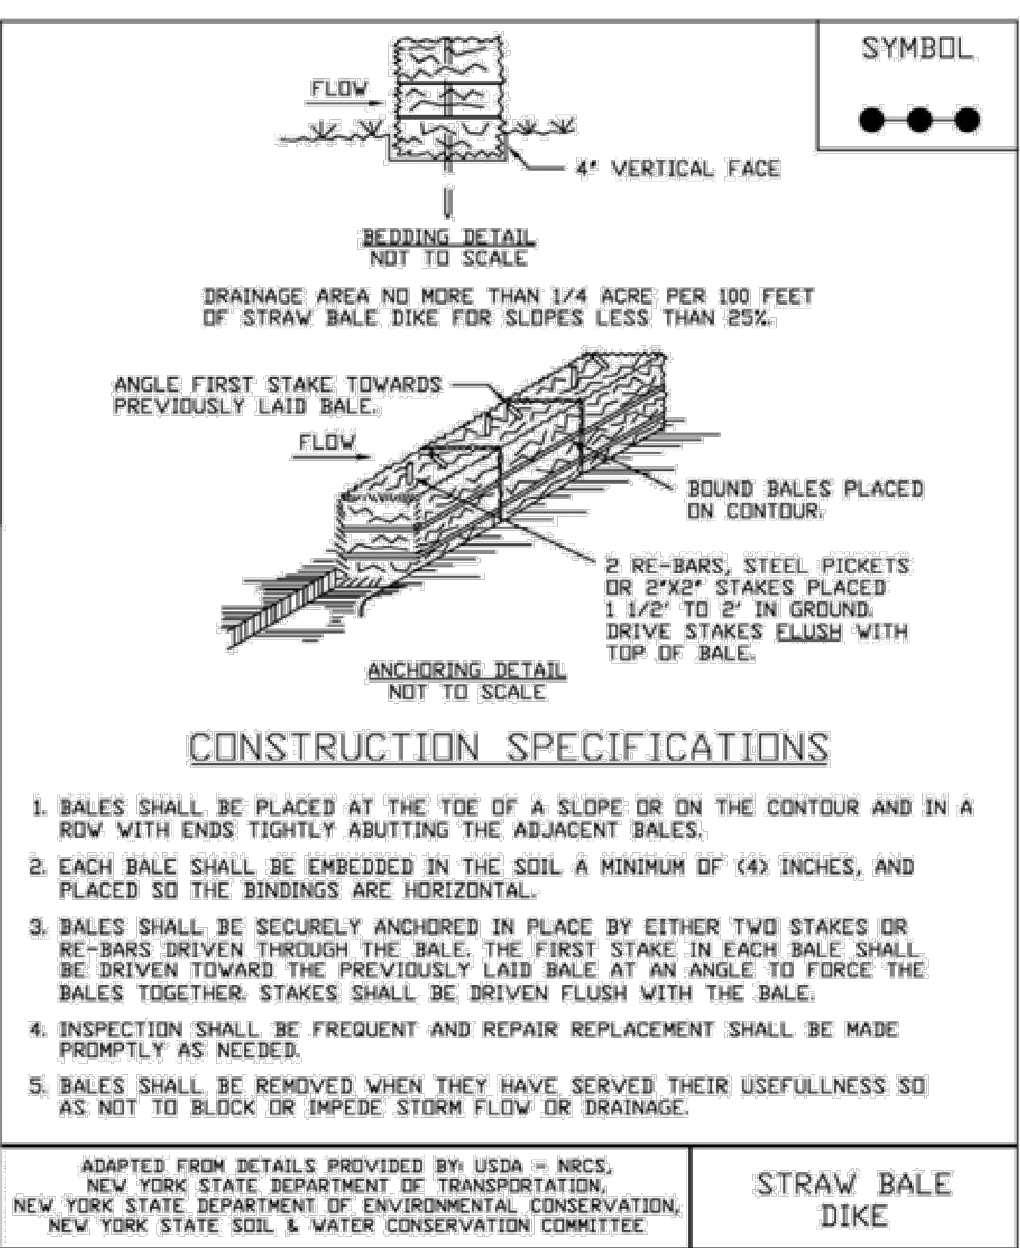 SYMBOL
FLOW
4" VERTICAL FACE
BEDDING DETAIL
NOT TO SCALE
DRAINAGE AREA NO MORE THAN 1/4 ACRE PER 100 FEET
OF STRAW BALE DIKE FOR SLOPES LESS THAN 25%.
ANGLE FIRST STAKE TOWARDS
PREVIOUSLY LAID BALE.
FLOW
BOUND BALES PLACED
ON CONTOUR.
2 RE-BARS, STEEL PICKETS
OR 2"X2" STAKES PLACED
1 1/2' TO 2' IN GROUND.
DRIVE STAKES FLUSH WITH
TOP OF BALE.
ANCHORING DETAIL
NOT TO SCALE
CONSTRUCTION SPECIFICATIONS
1. BALES SHALL BE PLACED AT THE TOE OF A SLOPE OR ON THE CONTOUR AND IN A
ROW WITH ENDS TIGHTLY ABUTTING THE ADJACENT BALES.
2. EACH BALE SHALL BE EMBEDDED IN THE SOIL A MINIMUM OF (4) INCHES, AND
PLACED SO THE BINDINGS ARE HORIZONTAL.
3. BALES SHALL BE SECURELY ANCHORED IN PLACE BY EITHER TWO STAKES OR
RE-BARS DRIVEN THROUGH THE BALE. THE FIRST STAKE IN EACH BALE SHALL
BE DRIVEN TOWARD THE PREVIOUSLY LAID BALE AT AN ANGLE TO FORCE THE
BALES TOGETHER. STAKES SHALL BE DRIVEN FLUSH WITH THE BALE.
4. INSPECTION SHALL BE FREQUENT AND REPAIR REPLACEMENT SHALL BE MADE
PROMPTLY AS NEEDED.
5. BALES SHALL BE REMOVED WHEN THEY HAVE SERVED THEIR USEFULLNESS SO
AS NOT TO BLOCK OR IMPEDE STORM FLOW OR DRAINAGE.
ADAPTED FROM DETAILS PROVIDED BY: USDA - NRCS,
NEW YORK STATE DEPARTMENT OF TRANSPORTATION,
NEW YORK STATE DEPARTMENT OF ENVIRONMENTAL CONSERVATION,
NEW YORK STATE SOIL & WATER CONSERVATION COMMITTEE
STRAW BALE
DIKE